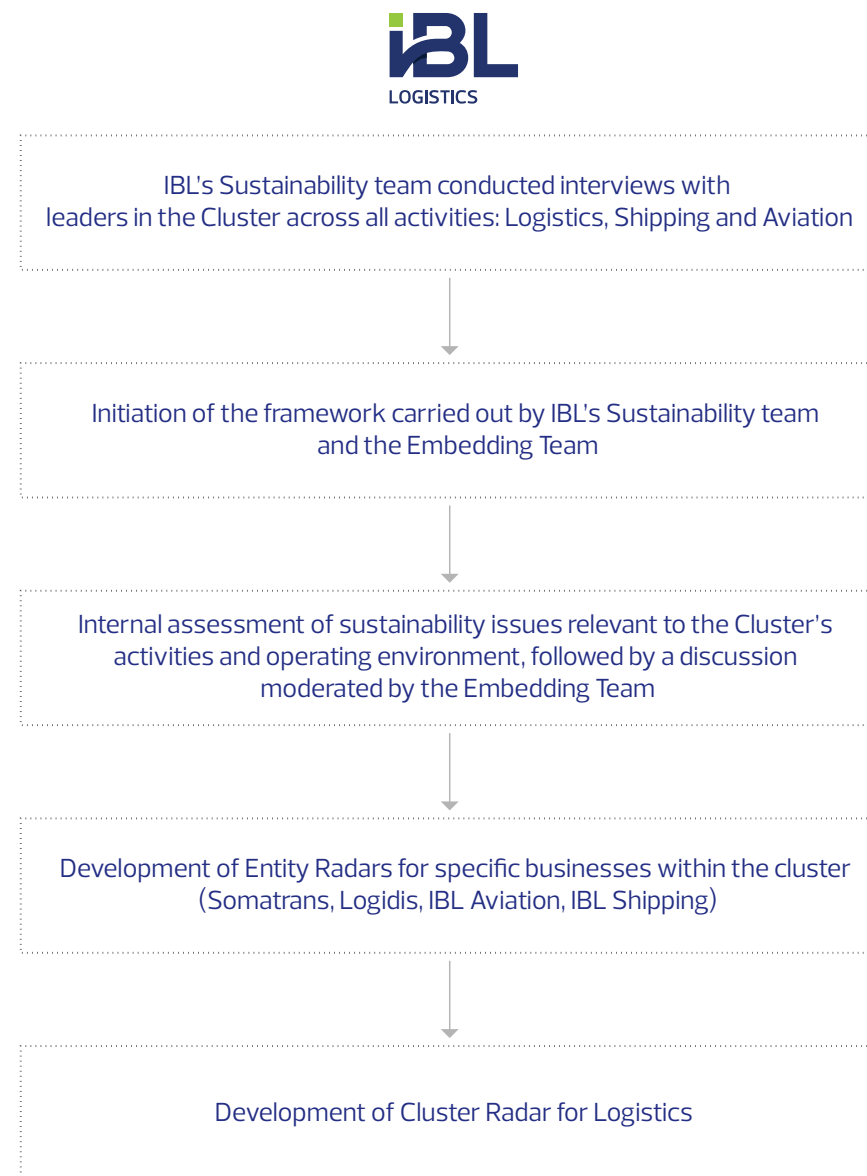 iBL
LOGISTICS
IBL's Sustainability team conducted interviews with
leaders in the Cluster across all activities: Logistics, Shipping and Aviation
Initiation of the framework carried out by IBL's Sustainability team
and the Embedding Team
Internal assessment of sustainability issues relevant to the Cluster's
activities and operating environment, followed by a discussion
moderated by the Embedding Team
Development of Entity Radars for specific businesses within the cluster
(Somatrans, Logidis, IBL Aviation, IBL Shipping)
Development of Cluster Radar for Logistics